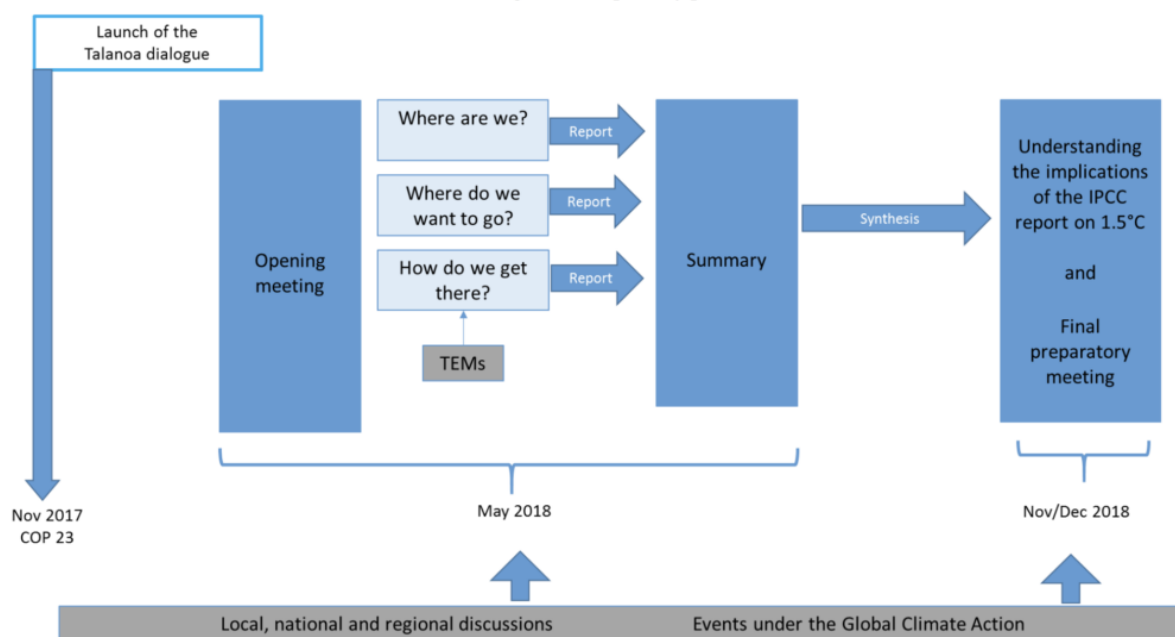 Launch of the
Talanoa dialogue
Opening
meeting
Where are we?
Report
Where do we
want to go?
Report
How do we get
there?
Report
TEMs
Summary
Synthesis
Understanding
the implications
of the IPCC
report on 1.5°C
and
Final
preparatory
meeting
Nov 2017
COP 23
May 2018
Nov/Dec 2018
Local, national and regional discussions
Events under the Global Climate Action